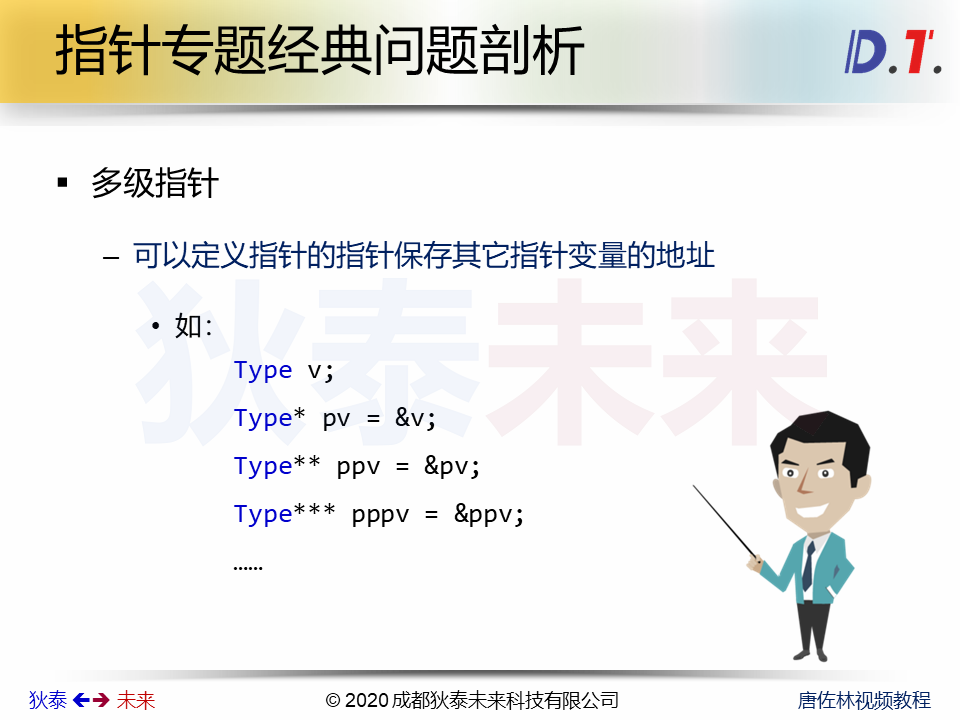 指针专题经典问题剖析
D.T.
▪ 多级指针
– 可以定义指针的指针保存其它指针变量的地址
• 如：
Type v;
Type* pv = &v;
Type** ppv = &pv;
Type*** pppv = &ppv;
……
狄泰未来
狄泰 🡸🡺 未来
© 2020 成都狄泰未来科技有限公司
唐佐林视频教程